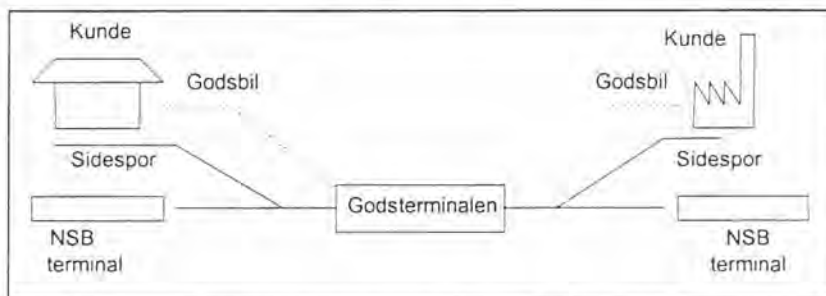 Kunde
Godsbil
Sidespor
NSB
terminal
Godsterminalen
Kunde
Godsbil
Sidespor
NSB
terminal